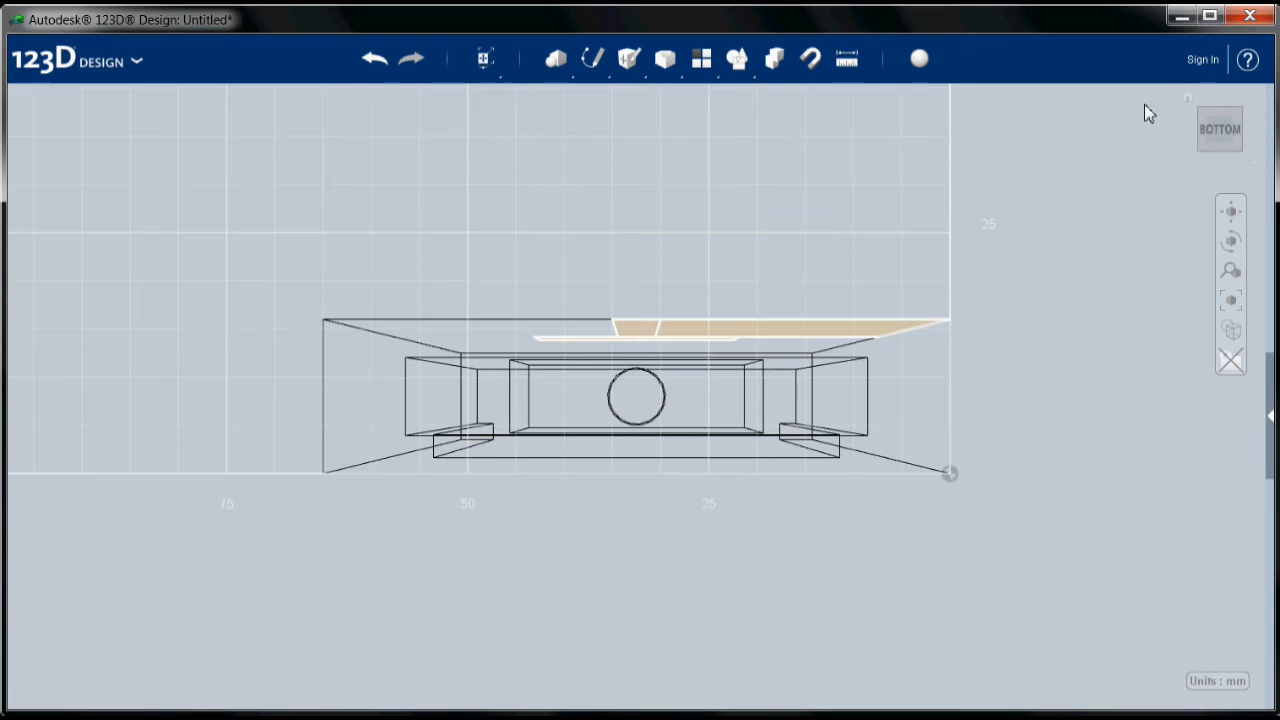 Autodesk® 123D® Design: Untitled*
123D DESIGN
Sign In
?
BOTTOM
25
75
50
25
Units : mm